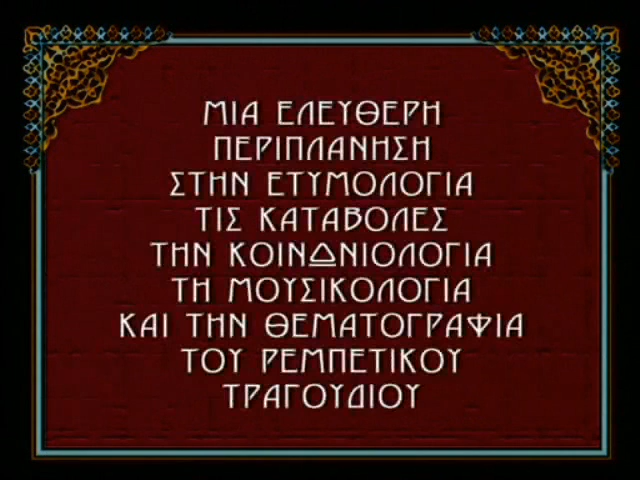 ΜΙΑ ΕΛΕΥΘΕΡΗ
ΠΕΡΙΠΛΑΝΗΣΗ
ΣΤΗΝ ΕΤΥΜΟΛΟΓΙΑ
ΤΙΣ ΚΑΤΑΒΟΛΕΣ
ΤΗΝ ΚΟΙΝΩΝΙΟΛΟΓΙΑ
ΤΗ ΜΟΥΣΙΚΟΛΟΓΙΑ
ΚΑΙ ΤΗΝ ΘΕΜΑΤΟΓΡΑΦΙΑ
ΤΟΥ ΡΕΜΠΕΤΙΚΟΥ
ΤΡΑΓΟΥΔΙΟΥ